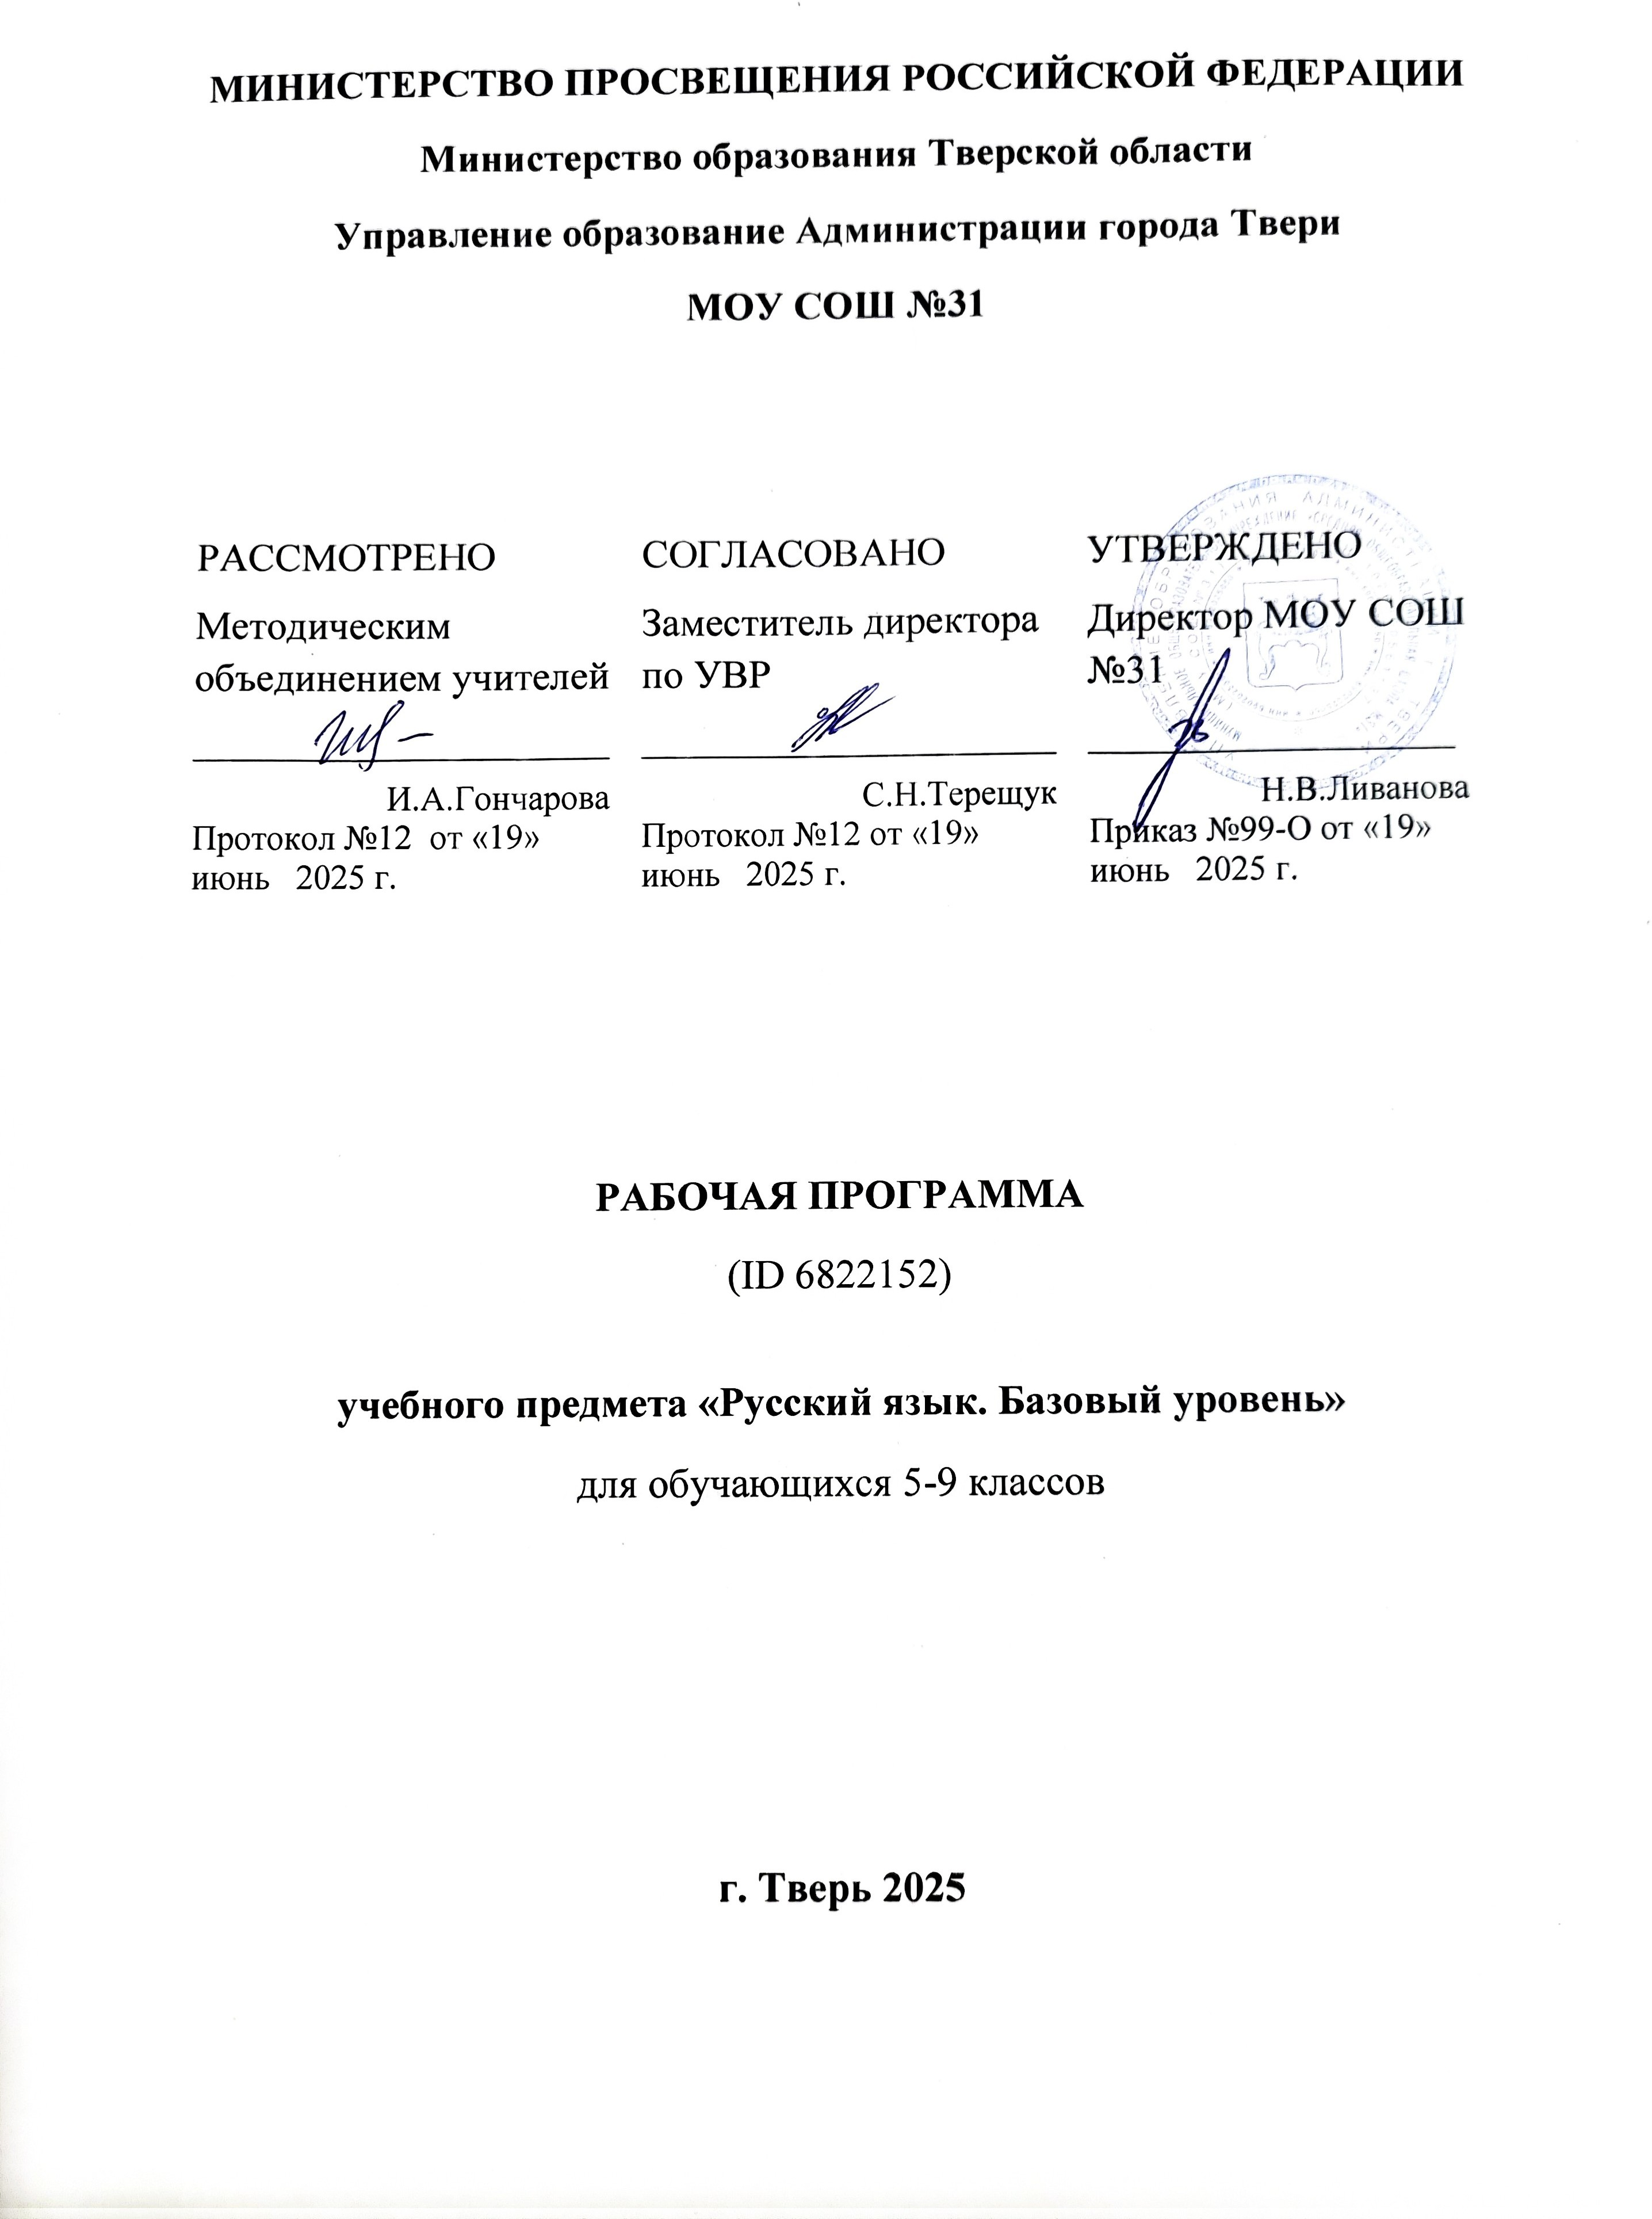 МИНИСТЕРСТВО ПРОСВЕЩЕНИЯ РОССИЙСКОЙ ФЕДЕРАЦИИ
Министерство образования Тверской области
Управление образование Администрации города Твери
МОУ СОШ №31
РАССМОТРЕНО
Методическим
объединением учителей
И.А.Гончарова
Протокол №12 от «19»
июнь 2025 г.
СОГЛАСОВАНО
Заместитель директора
по УВР
С.Н.Терещук
Протокол №12 от «19»
июнь 2025 г.
УТВЕРЖДЕНО
Директор МОУ СОШ
№31
Н.В.Ливанова
Приказ №99-О от «19»
июнь 2025 г.
РАБОЧАЯ ПРОГРАММА
(ID 6822152)
учебного предмета «Русский язык. Базовый уровень»
для обучающихся 5-9 классов
г. Тверь 2025